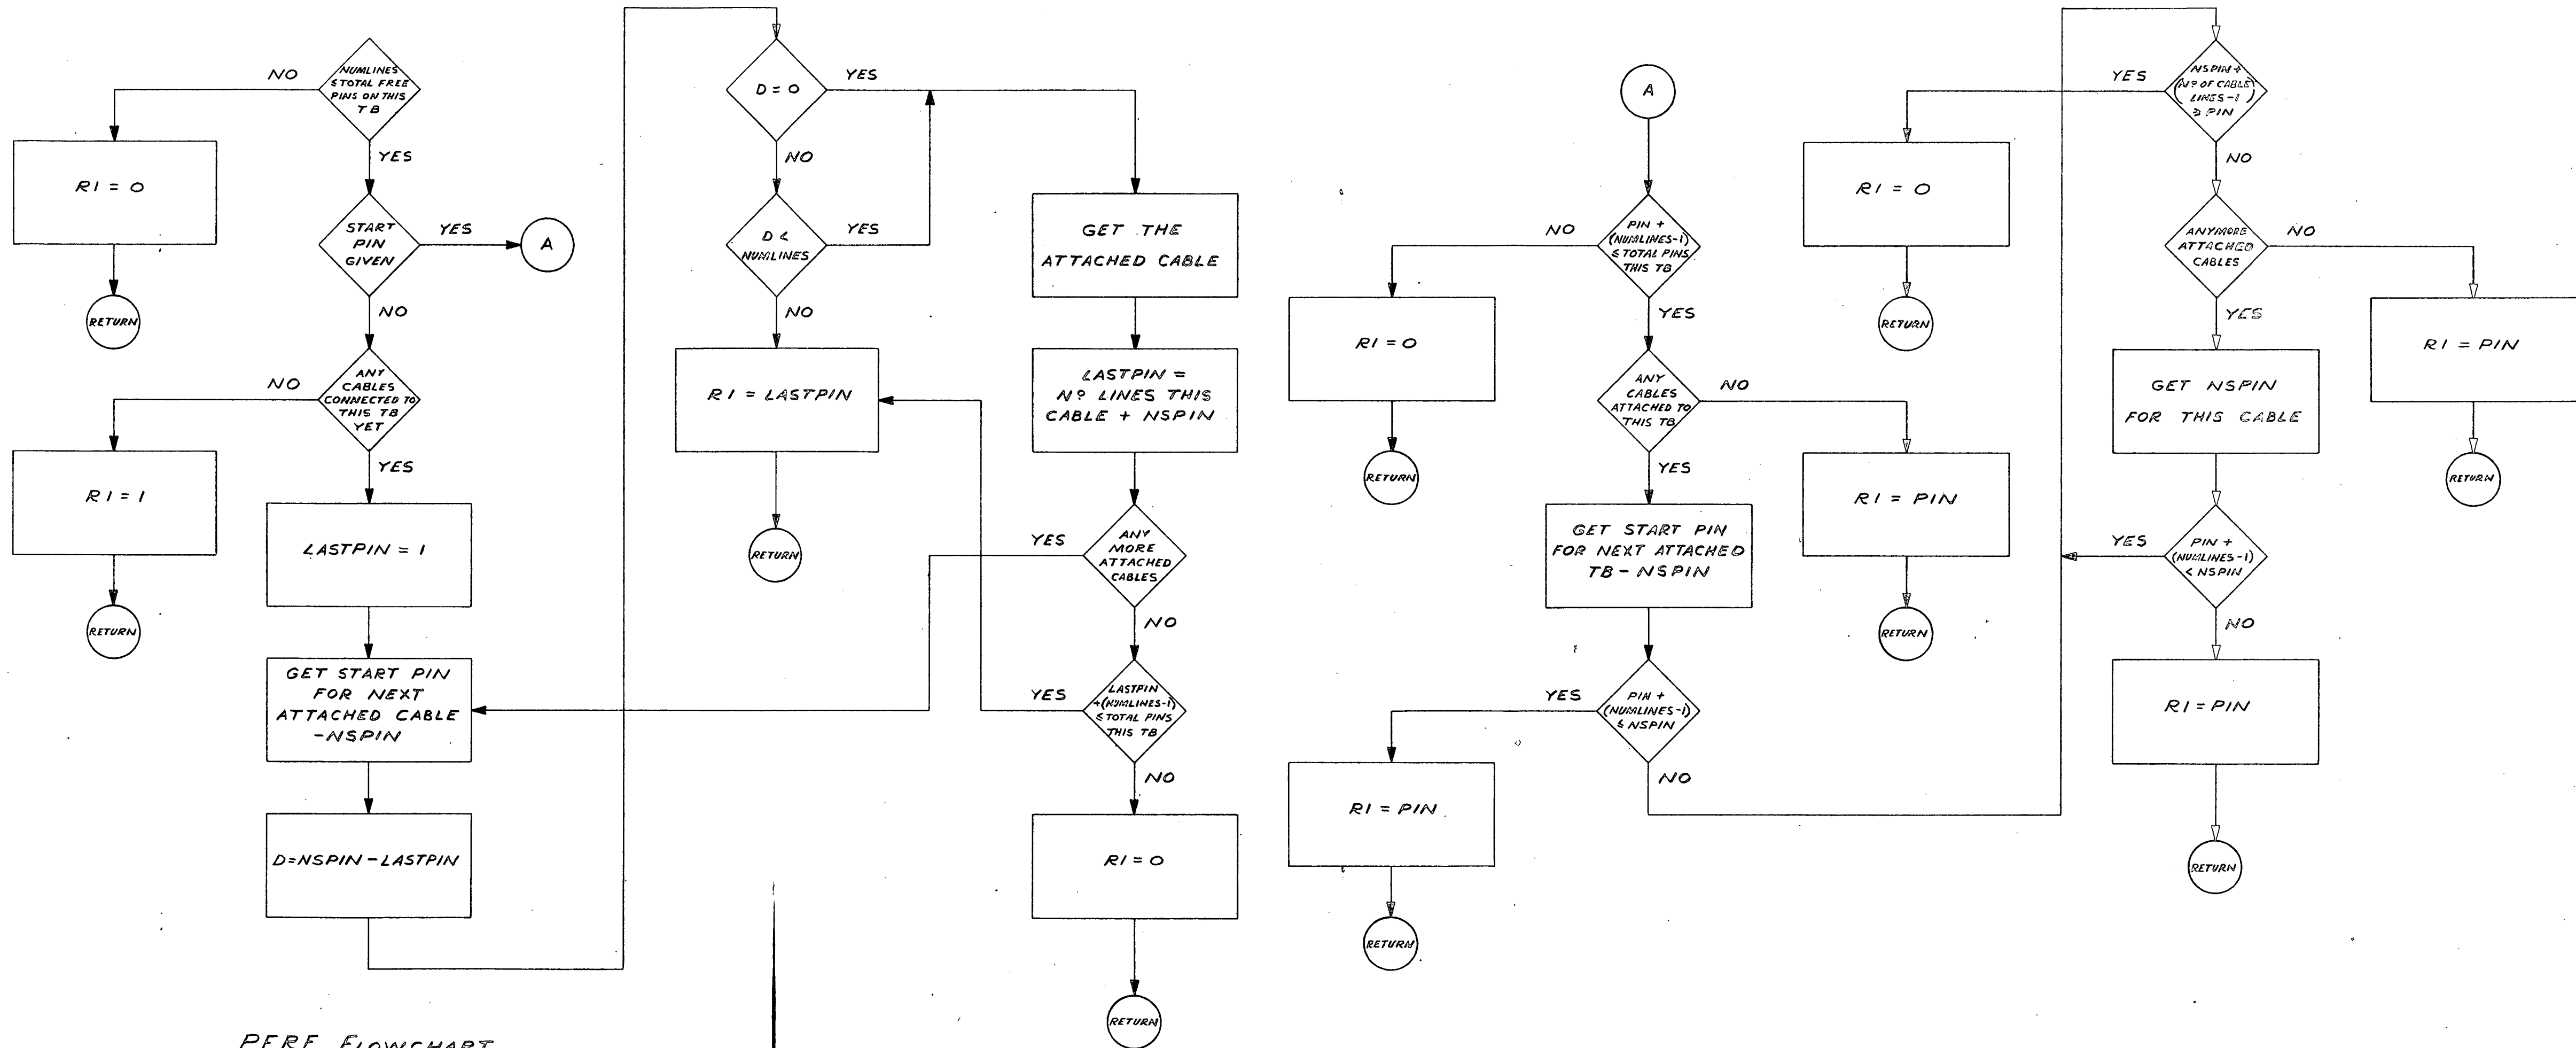 NO
NUMLINES
≤ TOTAL FREE
PINS ON THIS
TB
YES
R1 = 0
RETURN
START
PIN
GIVEN
YES
A
NO
ANY
CABLES
CONNECTED TO
THIS TB
YET
NO
R1 = 1
RETURN
YES
LASTPIN = 1
GET START PIN
FOR NEXT
ATTACHED CABLE
-NSPIN
D=NSPIN-LASTPIN
D = 0
YES
NO
D <
NUMLINES
YES
NO
R1 = LASTPIN
RETURN
GET THE
ATTACHED CABLE
LASTPIN =
Nº LINES THIS
CABLE + NSPIN
ANY
MORE
ATTACHED
CABLES
YES
NO
LASTPIN
+(NUMLINES-1)
≤ TOTAL PINS
THIS TB
YES
NO
R1 = 0
RETURN
A
PIN +
(NUMLINES-1)
≤ TOTAL PINS
THIS TB
NO
R1 = 0
RETURN
YES
ANY
CABLES
ATTACHED TO
THIS TB
NO
R1 = PIN
RETURN
YES
GET START PIN
FOR NEXT ATTACHED
TB - NSPIN
PIN +
(NUMLINES-1)
≤ NSPIN
YES
R1 = PIN
RETURN
NO
NSPIN +
(Nº OF CABLE
LINES-1)
≥ PIN
YES
R1 = 0
RETURN
NO
ANYMORE
ATTACHED
CABLES
NO
R1 = PIN
RETURN
YES
GET NSPIN
FOR THIS CABLE
PIN +
(NUMLINES-1)
< NSPIN
YES
NO
R1 = PIN
RETURN
FLOWCHART